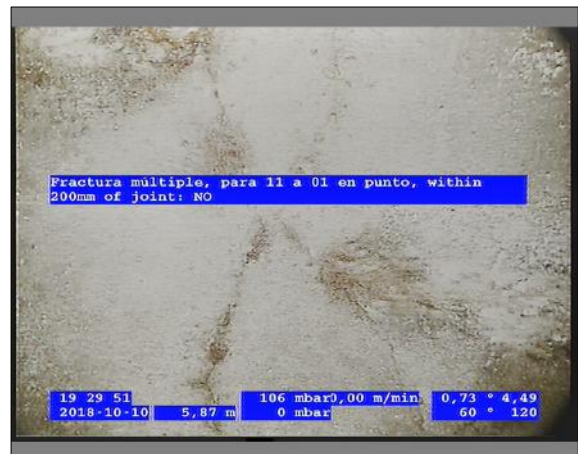 Fractura múltiple, para 11 a 01 en punto, within
200mm of joint: NO
19 29 51 106 mbar0,00 m/min 0,73 ° 4,49
2018-10-10 5,87 m 0 mbar 60 ° 120